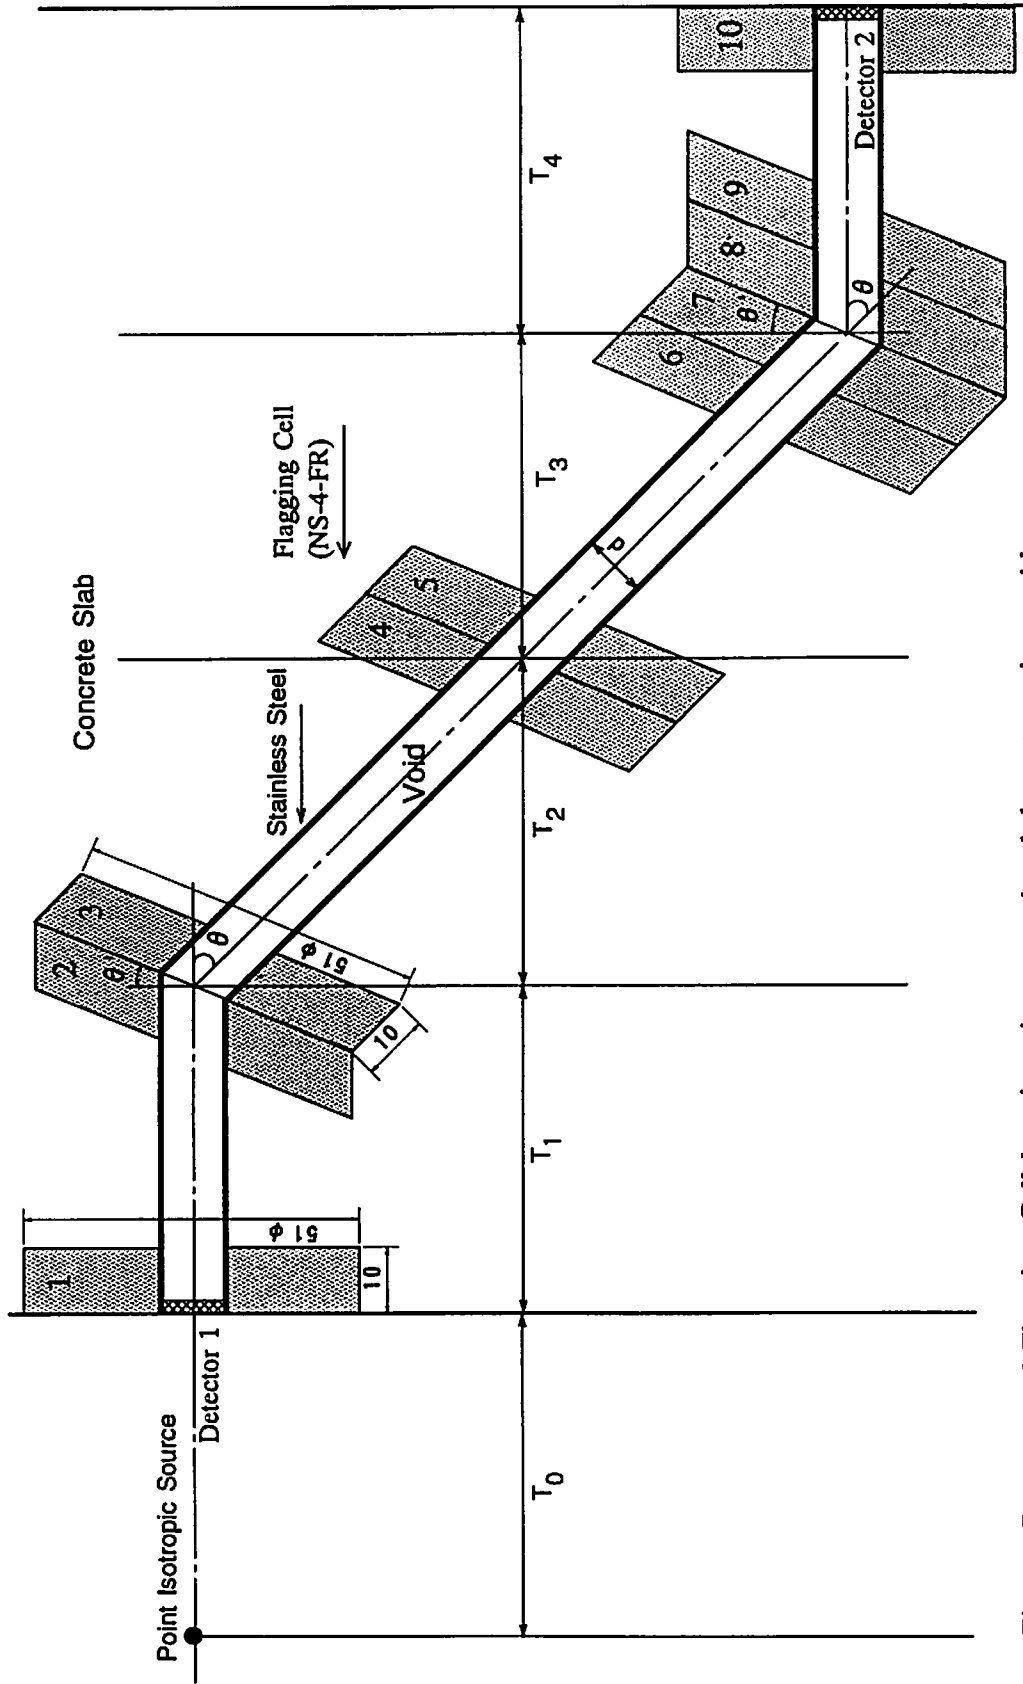 Concrete Slab
Point Isotropic Source
Detector 1
Stainless Steel
Void
Flagging Cell
(NS-4-FR)
Detector 2
1
2
3
4
5
6
7
8
9
10
θ'
θ
θ'
θ
d
51 φ
10
51 φ
10
T0
T1
T2
T3
T4